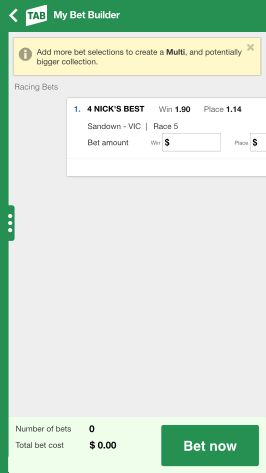 TAB My Bet Builder
Add more bet selections to create a Multi, and potentially
bigger collection.
Racing Bets
1. 4 NICK'S BEST Win 1.90 Place 1.14
Sandown - VIC | Race 5
Bet amount Win $ Place $
Number of bets 0
Total bet cost $ 0.00
Bet now